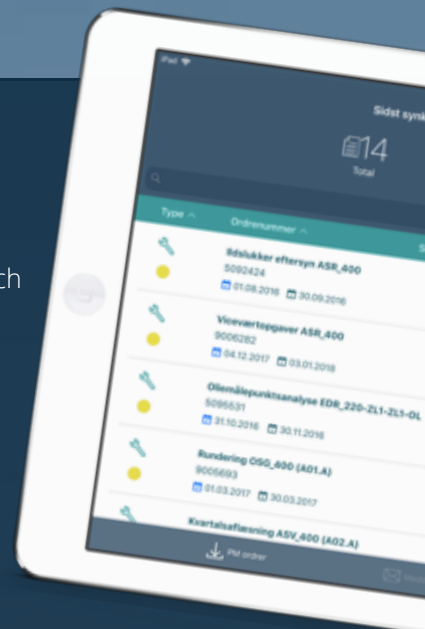 ch
iPad
Sidst synk
14
Total
Type
Ordrenummer
S
Ildslukker eftersyn ASR_400
5092424
01.08.2016 30.09.2016
Viceværtopgaver ASR_400
9006282
04.12.2017 03.01.2018
Oliemålepunktsanalyse EDR_220-ZL1-ZL1-OL
5095531
31.10.2016 30.11.2016
Rundering OSG_400 (A01.A)
9005693
01.03.2017 30.03.2017
Kvartalsaflæsning ASV_400 (A02.A)
PM ordrer